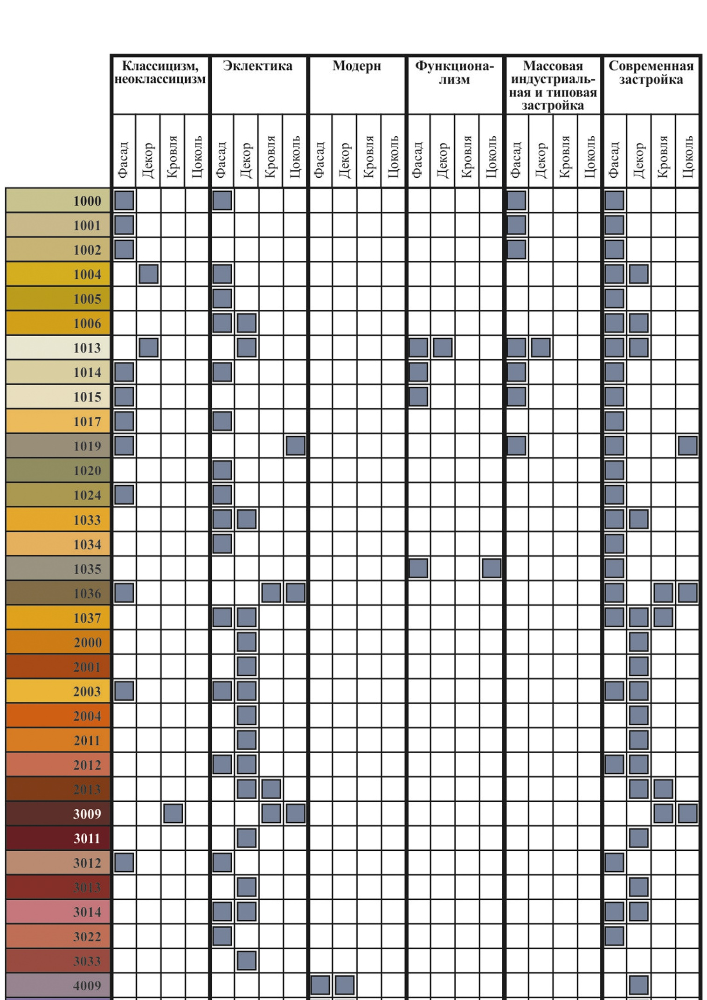 Классицизм,
неоклассицизм
Эклектика
Модерн
Функциона-
лизм
Массовая
индустриаль-
ная и типовая
застройка
Современная
застройка
Фасад
Декор
Кровля
Цоколь
Фасад
Декор
Кровля
Цоколь
Фасад
Декор
Кровля
Цоколь
Фасад
Декор
Кровля
Цоколь
Фасад
Декор
Кровля
Цоколь
Фасад
Декор
Кровля
Цоколь
1000
1001
1002
1004
1005
1006
1013
1014
1015
1017
1019
1020
1024
1033
1034
1035
1036
1037
2000
2001
2003
2004
2011
2012
2013
3009
3011
3012
3013
3014
3022
3033
4009